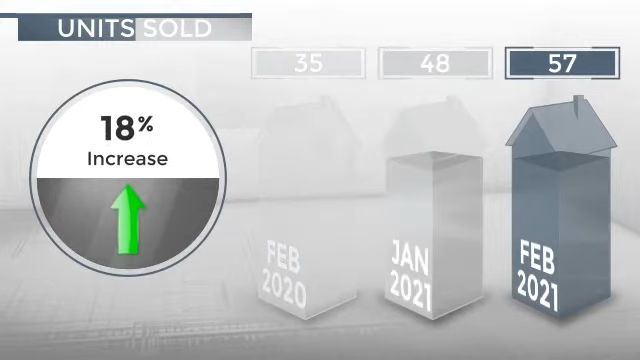 UNITS SOLD
35
48
57
18%
Increase
FEB
2020
JAN
2021
FEB
2021